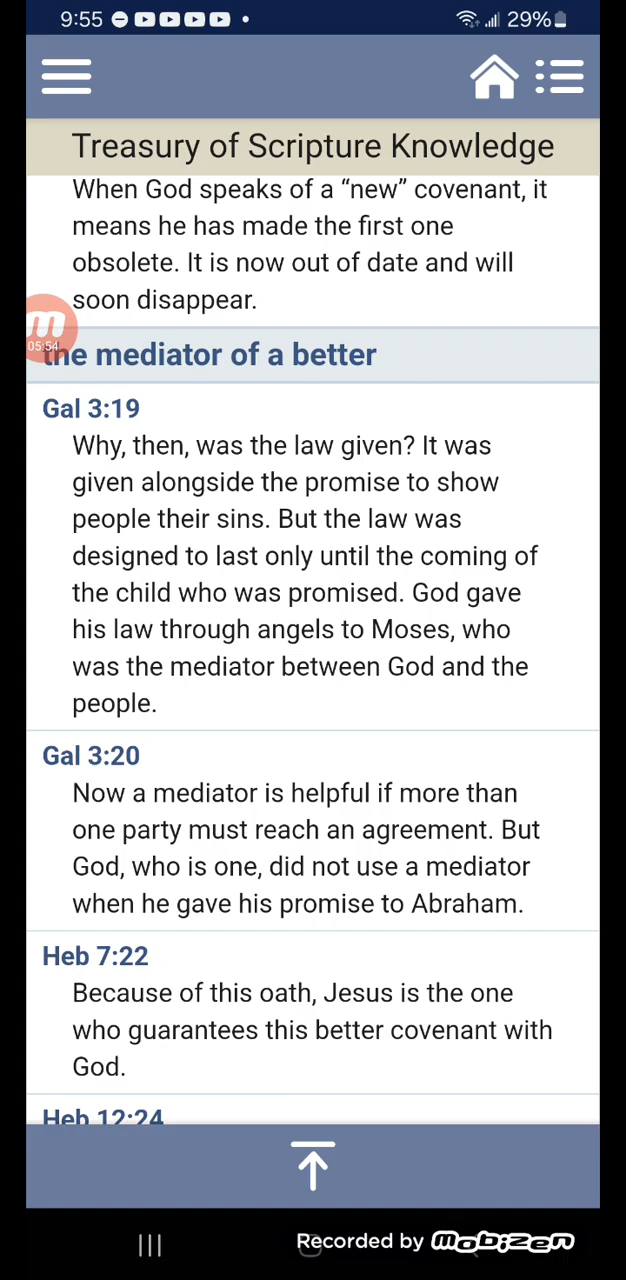 9:55 29%
Treasury of Scripture Knowledge
When God speaks of a “new” covenant, it
means he has made the first one
obsolete. It is now out of date and will
soon disappear.
m
05:54
the mediator of a better
Gal 3:19
Why, then, was the law given? It was
given alongside the promise to show
people their sins. But the law was
designed to last only until the coming of
the child who was promised. God gave
his law through angels to Moses, who
was the mediator between God and the
people.
Gal 3:20
Now a mediator is helpful if more than
one party must reach an agreement. But
God, who is one, did not use a mediator
when he gave his promise to Abraham.
Heb 7:22
Because of this oath, Jesus is the one
who guarantees this better covenant with
God.
Heb 12:24
Recorded by mobizen